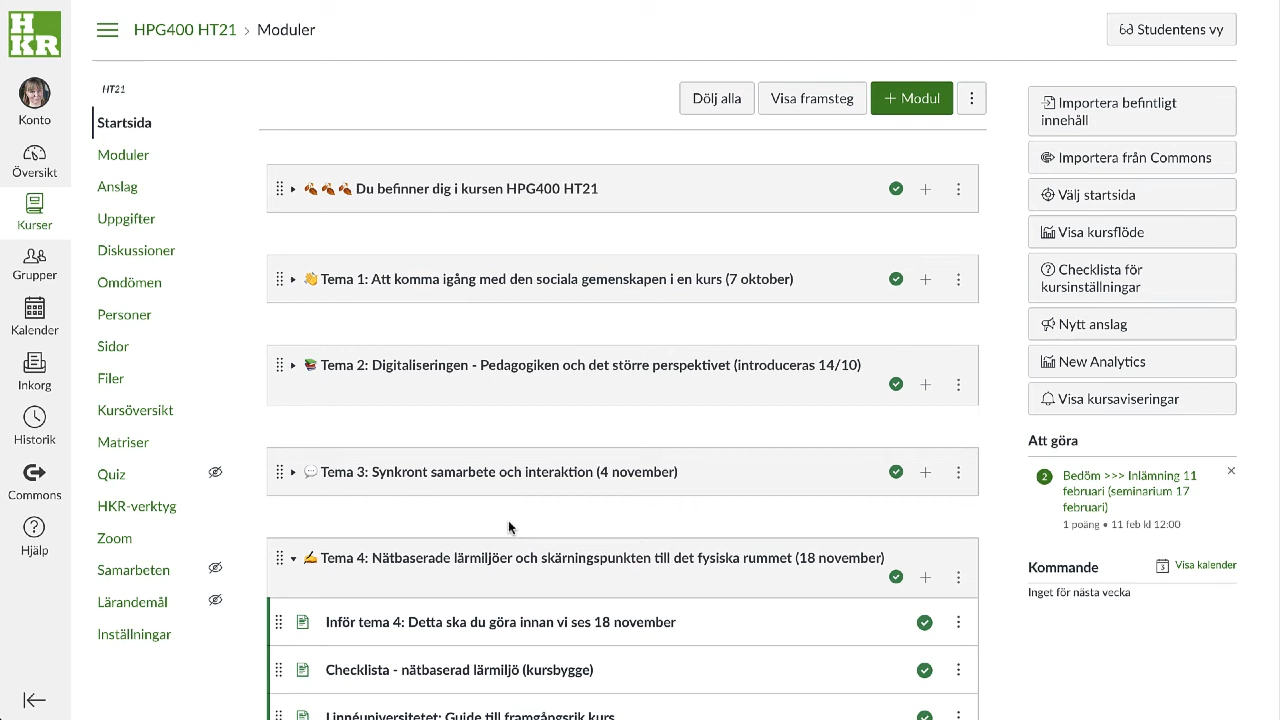 H
KR
HPG400 HT21 › Moduler
Studentens vy
Konto
Översikt
Kurser
Grupper
Kalender
Inkorg
Historik
Commons
Hjälp
HT21
Startsida
Moduler
Anslag
Uppgifter
Diskussioner
Omdömen
Personer
Sidor
Filer
Kursöversikt
Matriser
Quiz
HKR-verktyg
Zoom
Samarbeten
Lärandemål
Inställningar
Dölj alla
Visa framsteg
+ Modul
Du befinner dig i kursen HPG400 HT21
Tema 1: Att komma igång med den sociala gemenskapen i en kurs (7 oktober)
Tema 2: Digitaliseringen - Pedagogiken och det större perspektivet (introduceras 14/10)
Tema 3: Synkront samarbete och interaktion (4 november)
Tema 4: Nätbaserade lärmiljöer och skärningspunkten till det fysiska rummet (18 november)
Inför tema 4: Detta ska du göra innan vi ses 18 november
Checklista - nätbaserad lärmiljö (kursbygge)
Linnéuniversitetet: Guide till framgångsrik kurs
Importera befintligt
innehåll
Importera från Commons
Välj startsida
Visa kursflöde
Checklista för
kursinställningar
Nytt anslag
New Analytics
Visa kursaviseringar
Att göra
2
Bedöm >>> Inlämning 11
februari (seminarium 17
februari)
1 poäng • 11 feb kl 12:00
Kommande
Visa kalender
Inget för nästa vecka